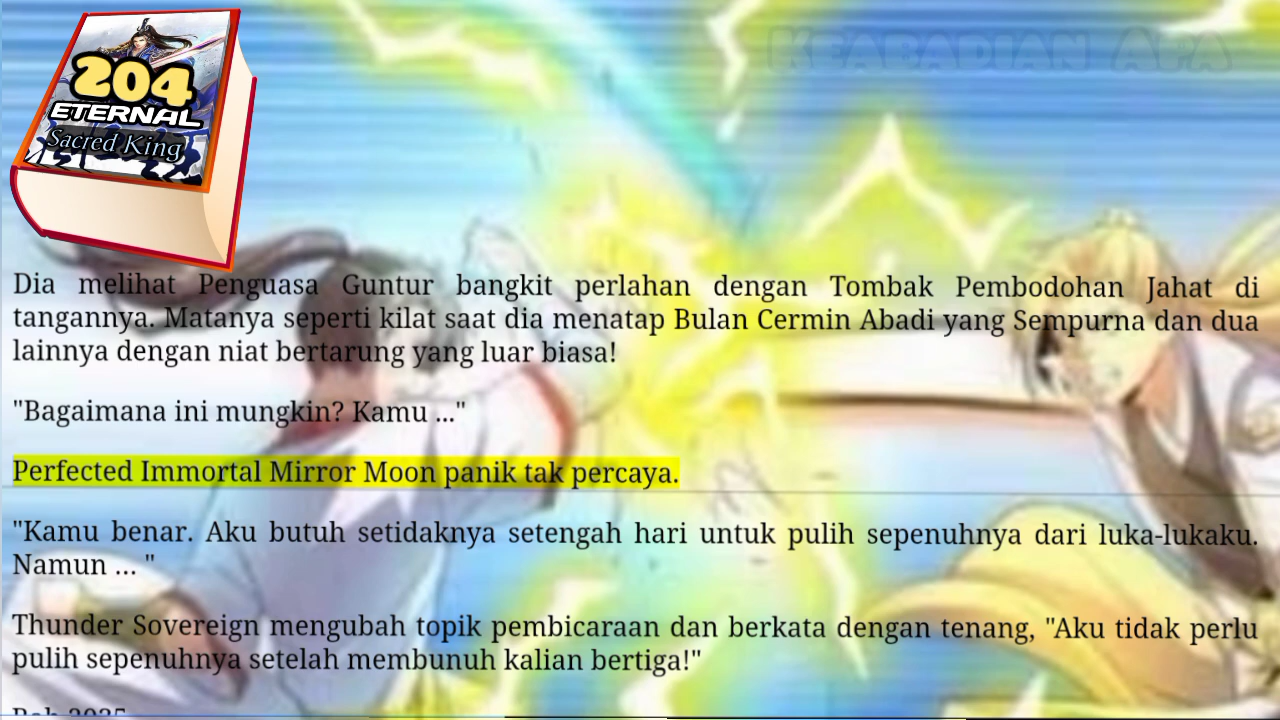 KEABADIAN APA
204
ETERNAL
Sacred King
Dia melihat Penguasa Guntur bangkit perlahan dengan Tombak Pembodohan Jahat di
tangannya. Matanya seperti kilat saat dia menatap Bulan Cermin Abadi yang Sempurna dan dua
lainnya dengan niat bertarung yang luar biasa!
"Bagaimana ini mungkin? Kamu ..."
Perfected Immortal Mirror Moon panik tak percaya.
"Kamu benar. Aku butuh setidaknya setengah hari untuk pulih sepenuhnya dari luka-lukaku.
Namun ... "
Thunder Sovereign mengubah topik pembicaraan dan berkata dengan tenang, "Aku tidak perlu
pulih sepenuhnya setelah membunuh kalian bertiga!"